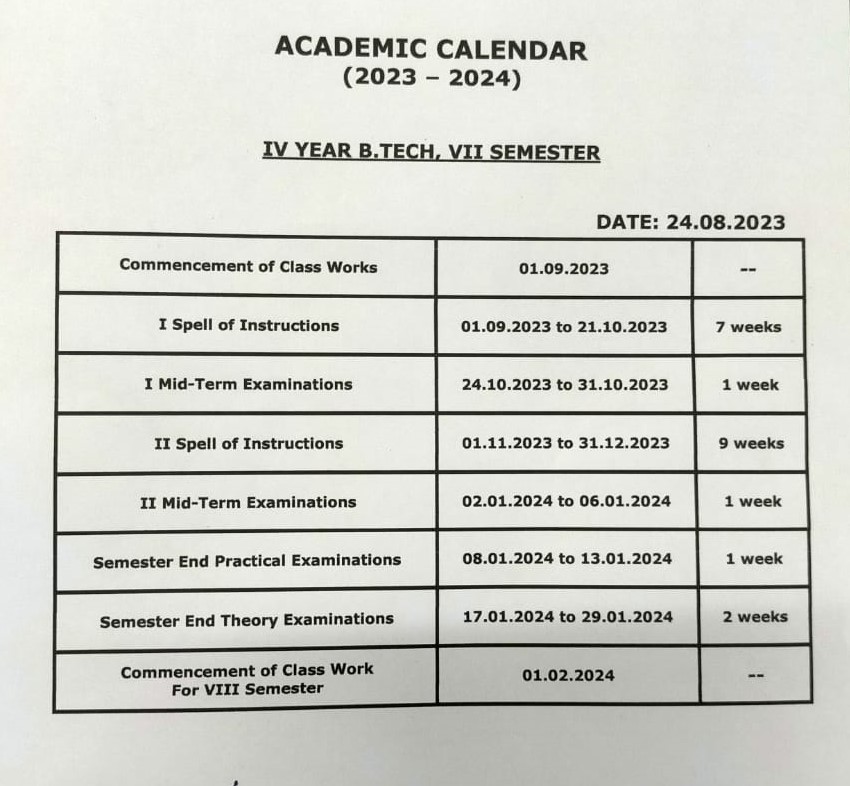 ACADEMIC CALENDAR
(2023 – 2024)
IV YEAR B.TECH, VII SEMESTER
DATE: 24.08.2023
Commencement of Class Works 01.09.2023 --
I Spell of Instructions 01.09.2023 to 21.10.2023 7 weeks
I Mid-Term Examinations 24.10.2023 to 31.10.2023 1 week
II Spell of Instructions 01.11.2023 to 31.12.2023 9 weeks
II Mid-Term Examinations 02.01.2024 to 06.01.2024 1 week
Semester End Practical Examinations 08.01.2024 to 13.01.2024 1 week
Semester End Theory Examinations 17.01.2024 to 29.01.2024 2 weeks
Commencement of Class Work
For VIII Semester 01.02.2024 --